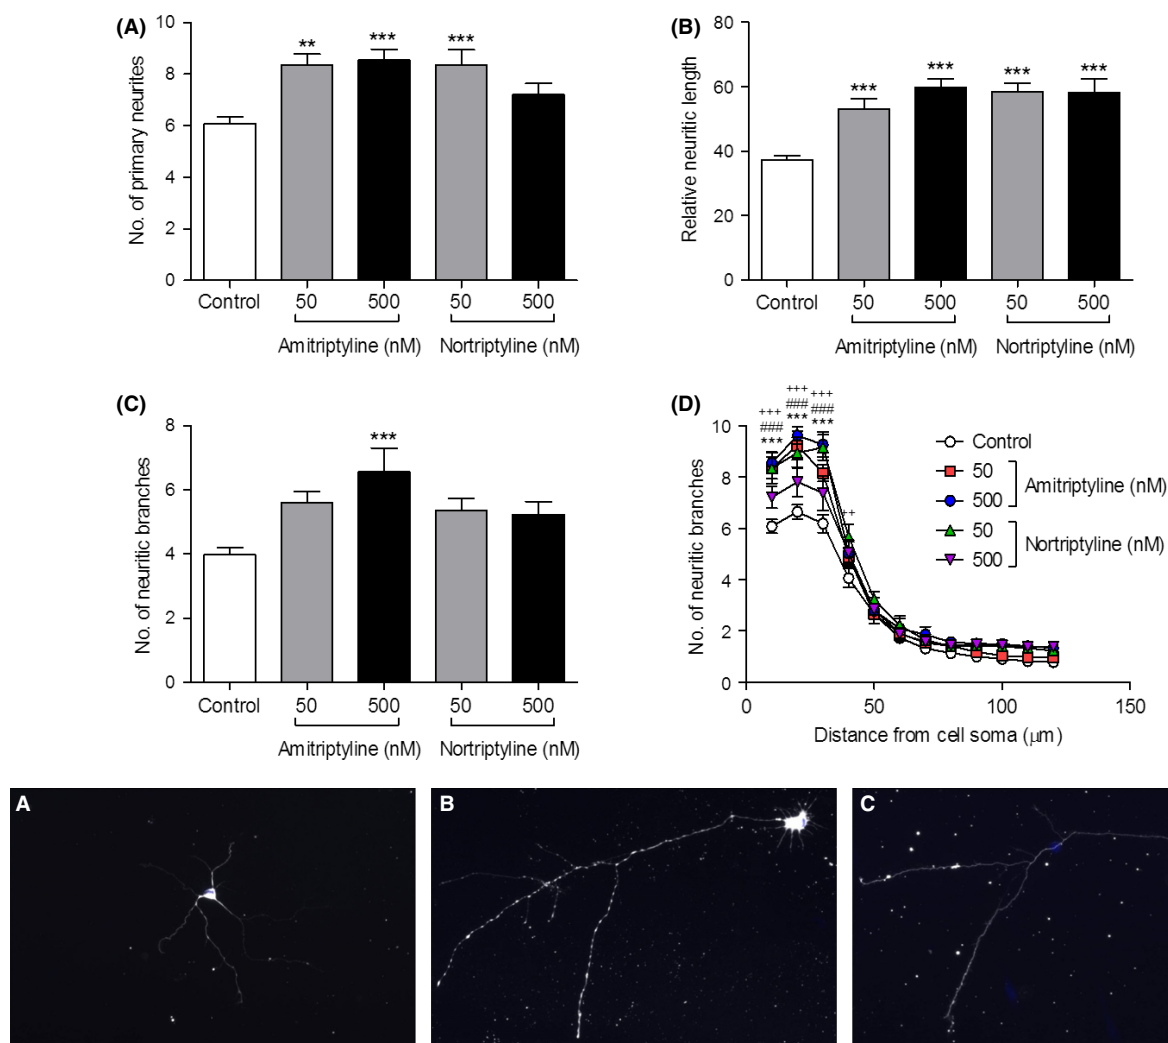 (A)
10
8
6
4
2
0
No. of primary neurites
**
***
***
Control
50
500
50
500
Amitriptyline (nM)
Nortriptyline (nM)
(B)
80
60
40
20
0
Relative neuritic length
***
***
***
***
Control
50
500
50
500
Amitriptyline (nM)
Nortriptyline (nM)
(C)
8
6
4
2
0
No. of neuritic branches
***
Control
50
500
50
500
Amitriptyline (nM)
Nortriptyline (nM)
(D)
10
8
6
4
2
0
No. of neuritic branches
+++
###
***
+++
###
***
+++
###
***
++
Control
50
500
Amitriptyline (nM)
50
500
Nortriptyline (nM)
0
50
100
150
Distance from cell soma (μm)
A
B
C